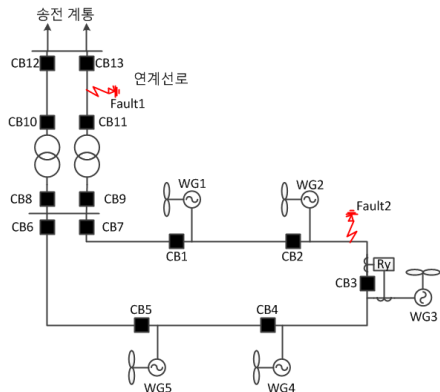 송전 계통
CB12
CB13
연계선로
Fault1
CB10
CB11
CB8
CB9
WG1
WG2
Fault2
CB6
CB7
CB1
CB2
Ry
CB3
WG3
CB5
CB4
WG5
WG4